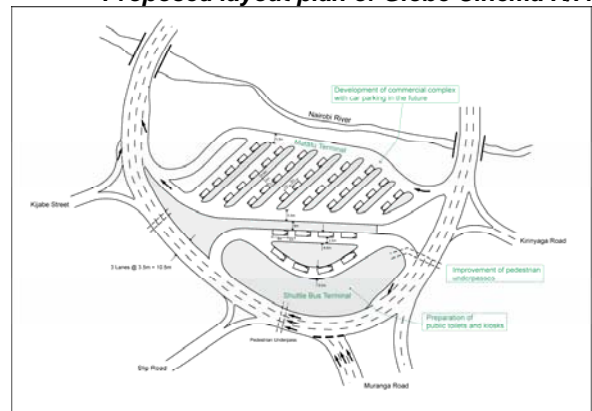 Proposed layout plan of Globe Cinema R/A
Development of commercial complex
with car parking in the future
Nairobi River
Matatu Terminal
Kijabe Street
Kirinyaga Road
3 Lanes @ 3.5m = 10.5m
Improvement of pedestrian
underpasses
Shuttle Bus Terminal
Preparation of
public toilets and kiosks
Pedestrian Underpass
Slip Road
Muranga Road